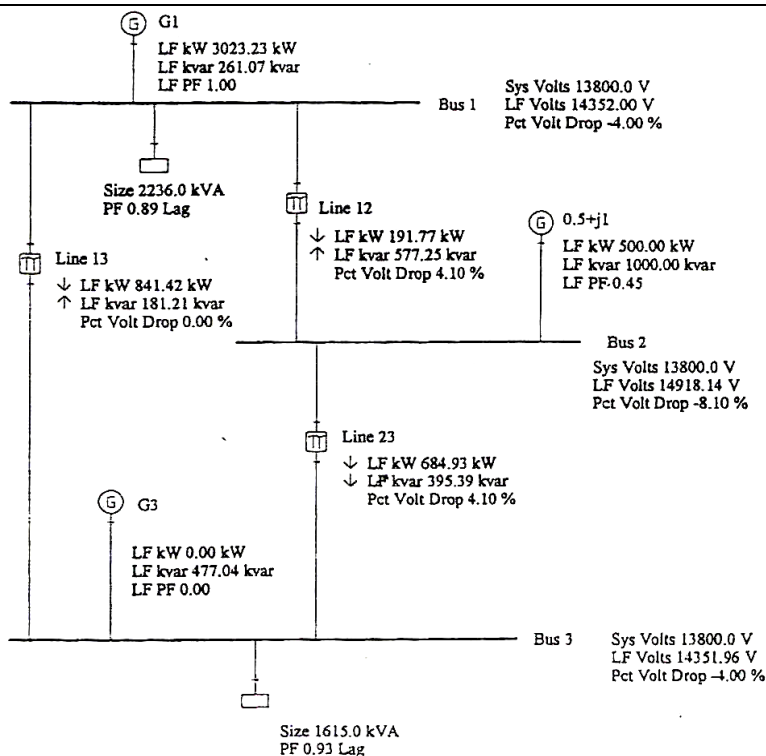 G G1
LF kW 3023.23 kW
LF kvar 261.07 kvar
LF PF 1.00
Bus 1
Sys Volts 13800.0 V
LF Volts 14352.00 V
Pct Volt Drop -4.00 %
Size 2236.0 kVA
PF 0.89 Lag
Line 12
↓ LF kW 191.77 kW
↑ LF kvar 577.25 kvar
Pct Volt Drop 4.10 %
G 0.5+j1
LF kW 500.00 kW
LF kvar 1000.00 kvar
LF PF 0.45
Line 13
↓ LF kW 841.42 kW
↑ LF kvar 181.21 kvar
Pct Volt Drop 0.00 %
Bus 2
Sys Volts 13800.0 V
LF Volts 14918.14 V
Pct Volt Drop -8.10 %
Line 23
↓ LF kW 684.93 kW
↓ LF kvar 395.39 kvar
Pct Volt Drop 4.10 %
G G3
LF kW 0.00 kW
LF kvar 477.04 kvar
LF PF 0.00
Bus 3
Sys Volts 13800.0 V
LF Volts 14351.96 V
Pct Volt Drop -4.00 %
Size 1615.0 kVA
PF 0.93 Lag